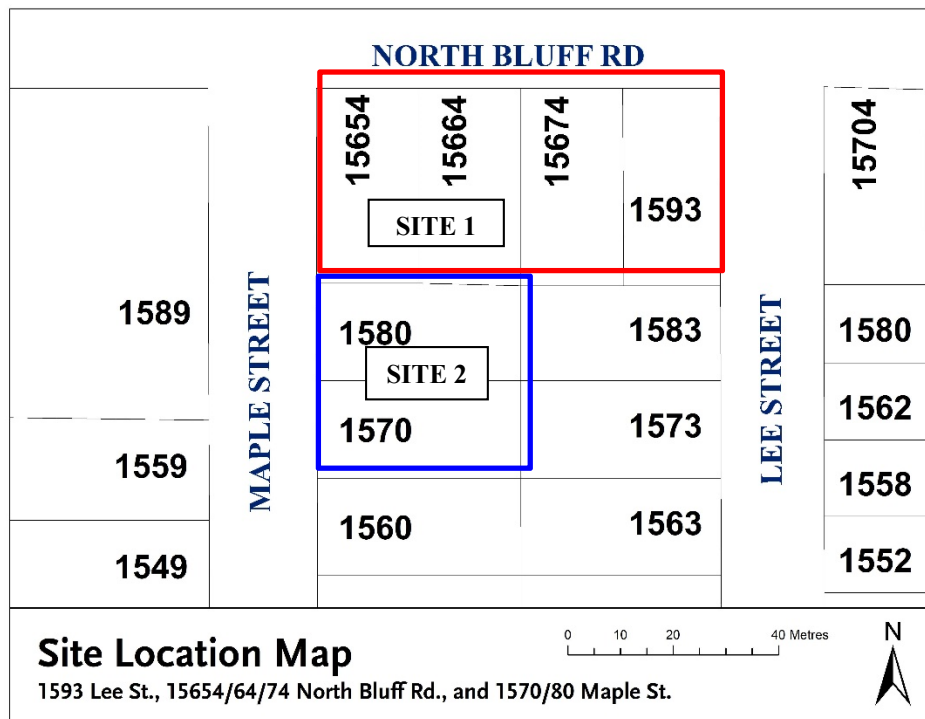 NORTH BLUFF RD
15654
15664
15674
15704
1593
SITE 1
1589
1580
1583
1580
SITE 2
MAPLE STREET
LEE STREET
1570
1573
1562
1559
1558
1560
1563
1549
1552
Site Location Map
1593 Lee St., 15654/64/74 North Bluff Rd., and 1570/80 Maple St.
0 10 20 40 Metres
N